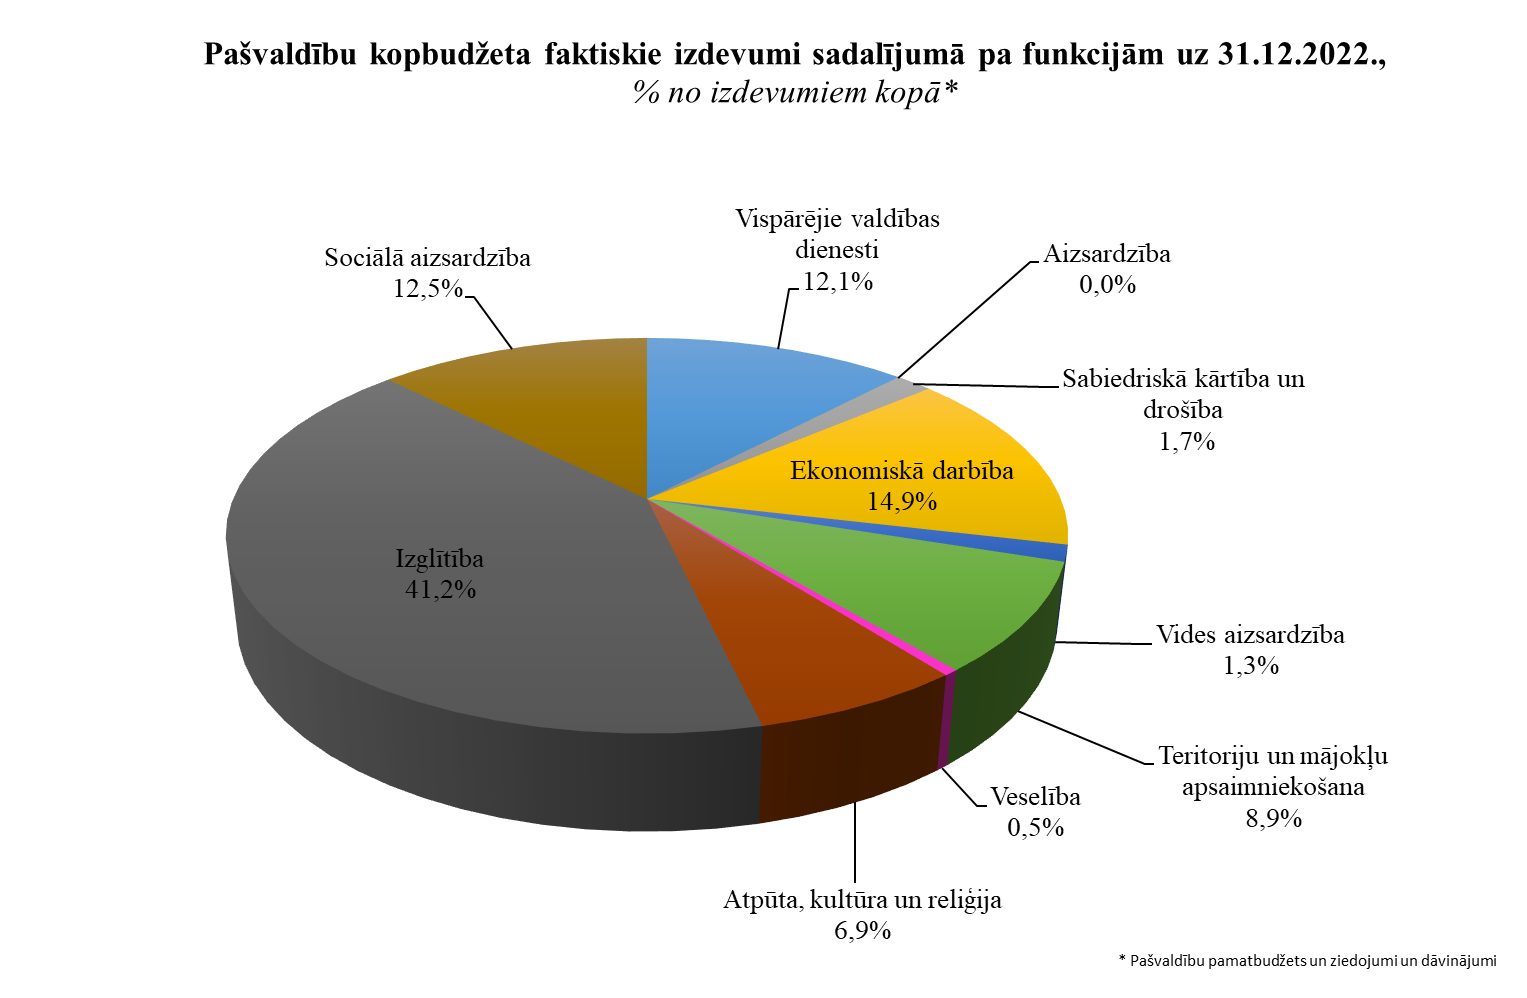 Pašvaldību kopbudžeta faktiskie izdevumi sadalījumā pa funkcijām uz 31.12.2022.,
% no izdevumiem kopā*
Vispārējie valdības
dienesti
12,1%
Aizsardzība
0,0%
Sabiedriskā kārtība un
drošība
1,7%
Ekonomiskā darbība
14,9%
Vides aizsardzība
1,3%
Teritoriju un mājokļu
apsaimniekošana
8,9%
Veselība
0,5%
Atpūta, kultūra un reliģija
6,9%
Izglītība
41,2%
Sociālā aizsardzība
12,5%
* Pašvaldību pamatbudžets un ziedojumi un dāvinājumi